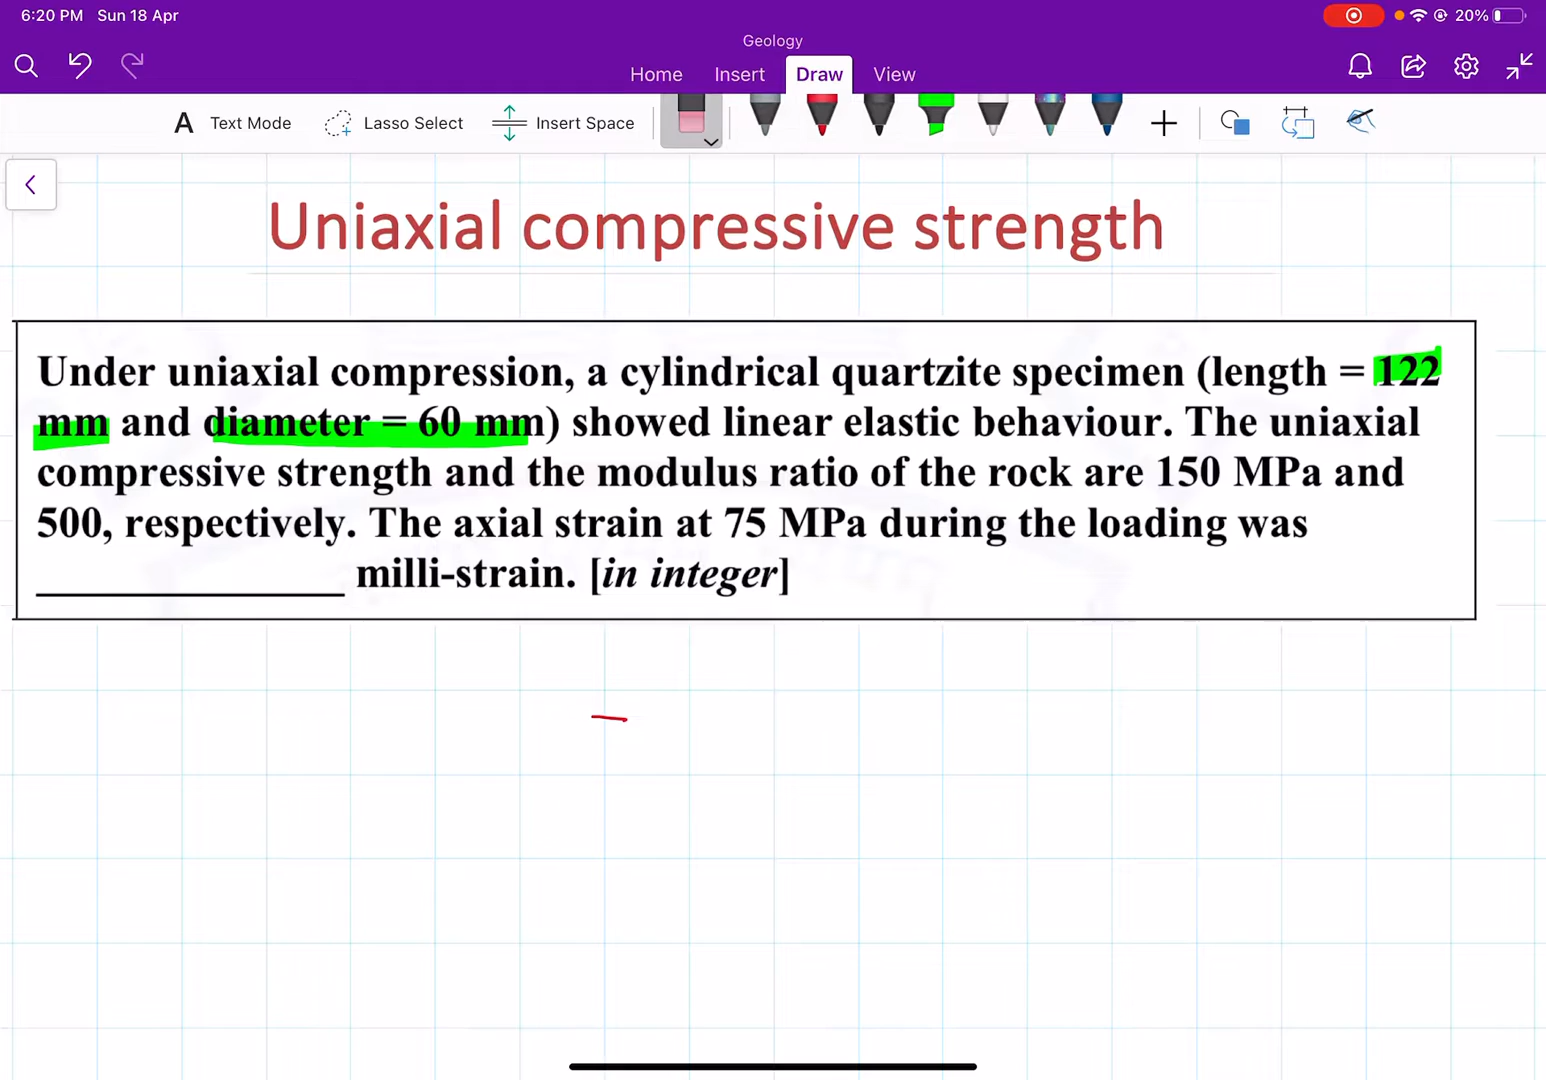 6:20 PM Sun 18 Apr
20%
Geology
Home Insert Draw View
A Text Mode Lasso Select Insert Space
Uniaxial compressive strength
Under uniaxial compression, a cylindrical quartzite specimen (length = 122
mm and diameter = 60 mm) showed linear elastic behaviour. The uniaxial
compressive strength and the modulus ratio of the rock are 150 MPa and
500, respectively. The axial strain at 75 MPa during the loading was
______________ milli-strain. [in integer]